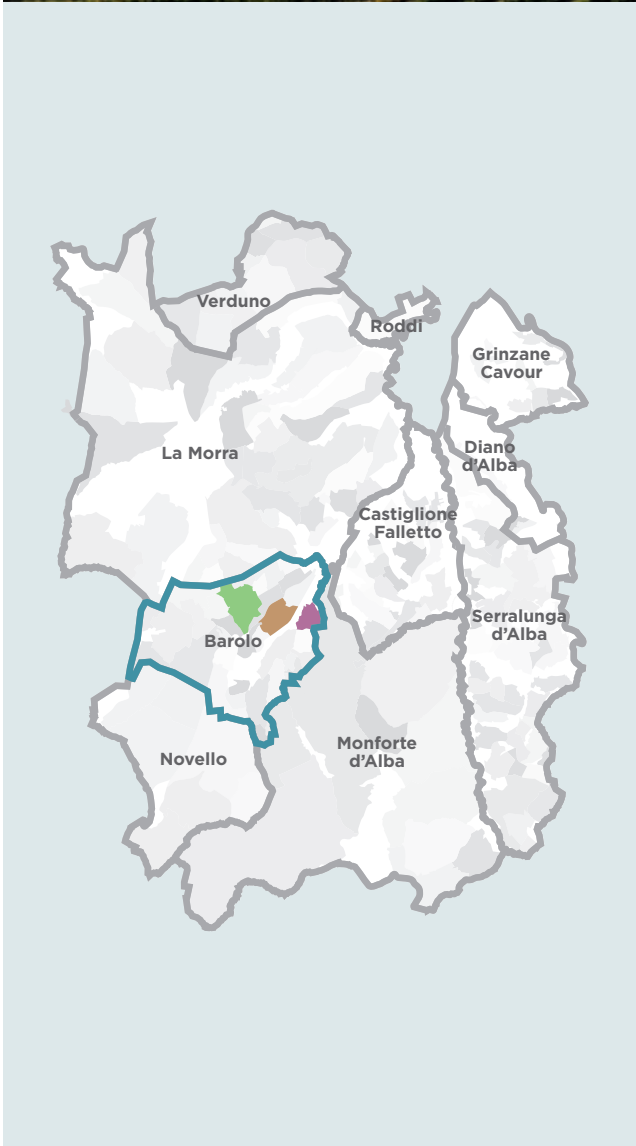 Verduno
Roddi
Grinzane
Cavour
La Morra
Diano
d'Alba
Castiglione
Falletto
Serralunga
d'Alba
Barolo
Novello
Monforte
d'Alba